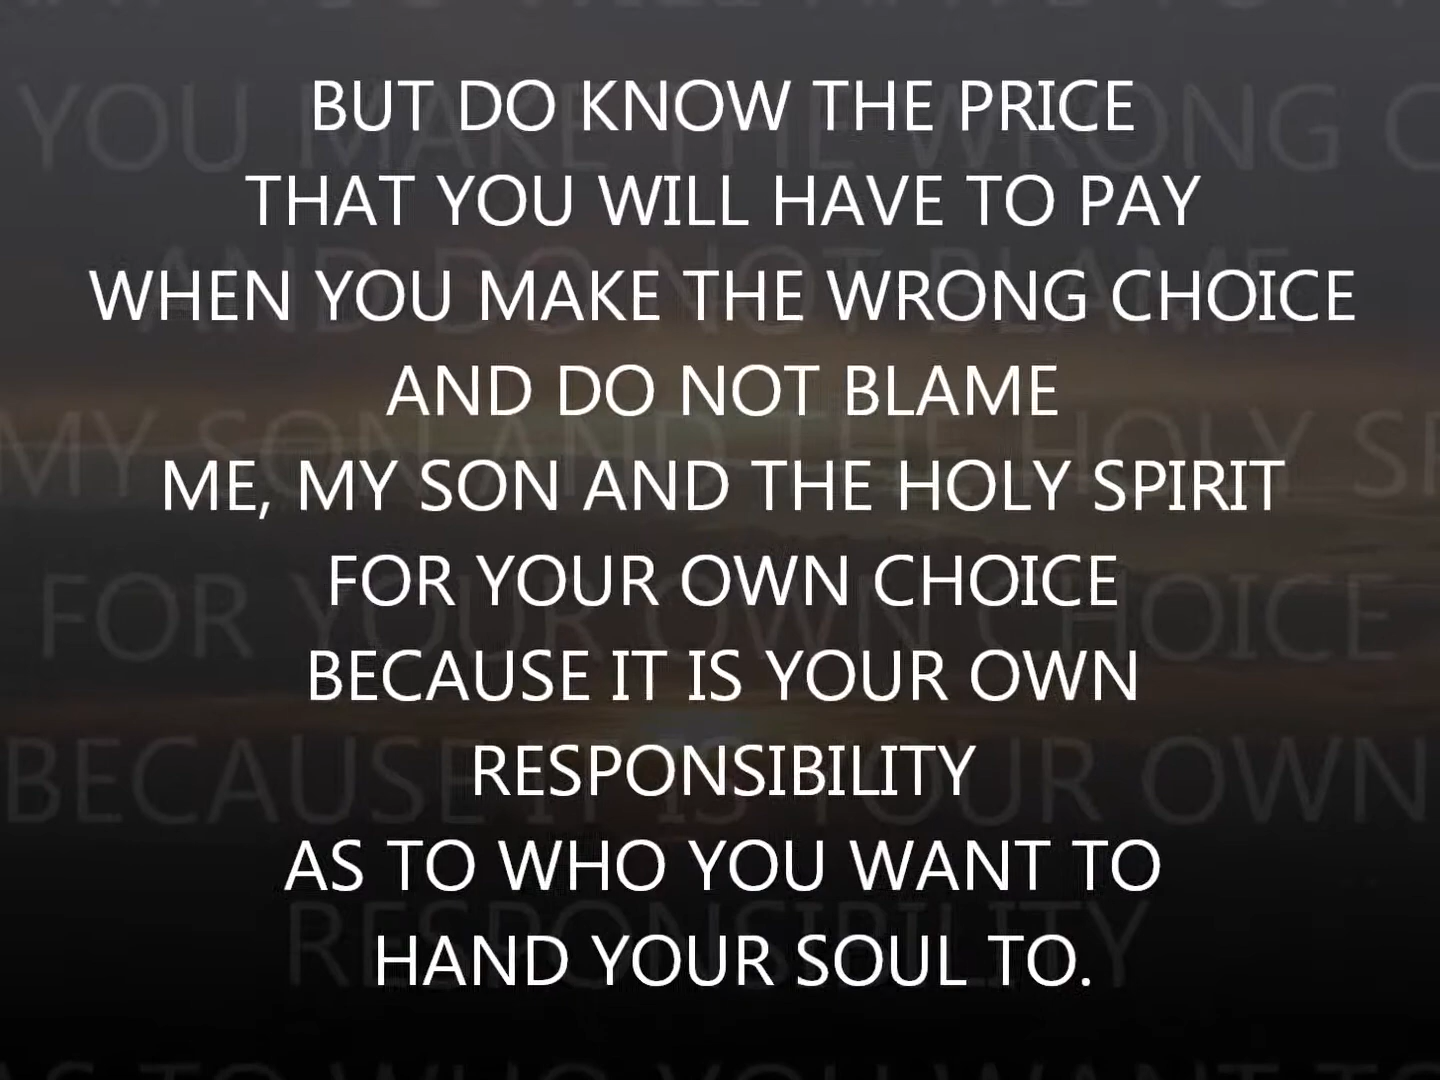 BUT DO KNOW THE PRICE
THAT YOU WILL HAVE TO PAY
WHEN YOU MAKE THE WRONG CHOICE
AND DO NOT BLAME
ME, MY SON AND THE HOLY SPIRIT
FOR YOUR OWN CHOICE
BECAUSE IT IS YOUR OWN
RESPONSIBILITY
AS TO WHO YOU WANT TO
HAND YOUR SOUL TO.